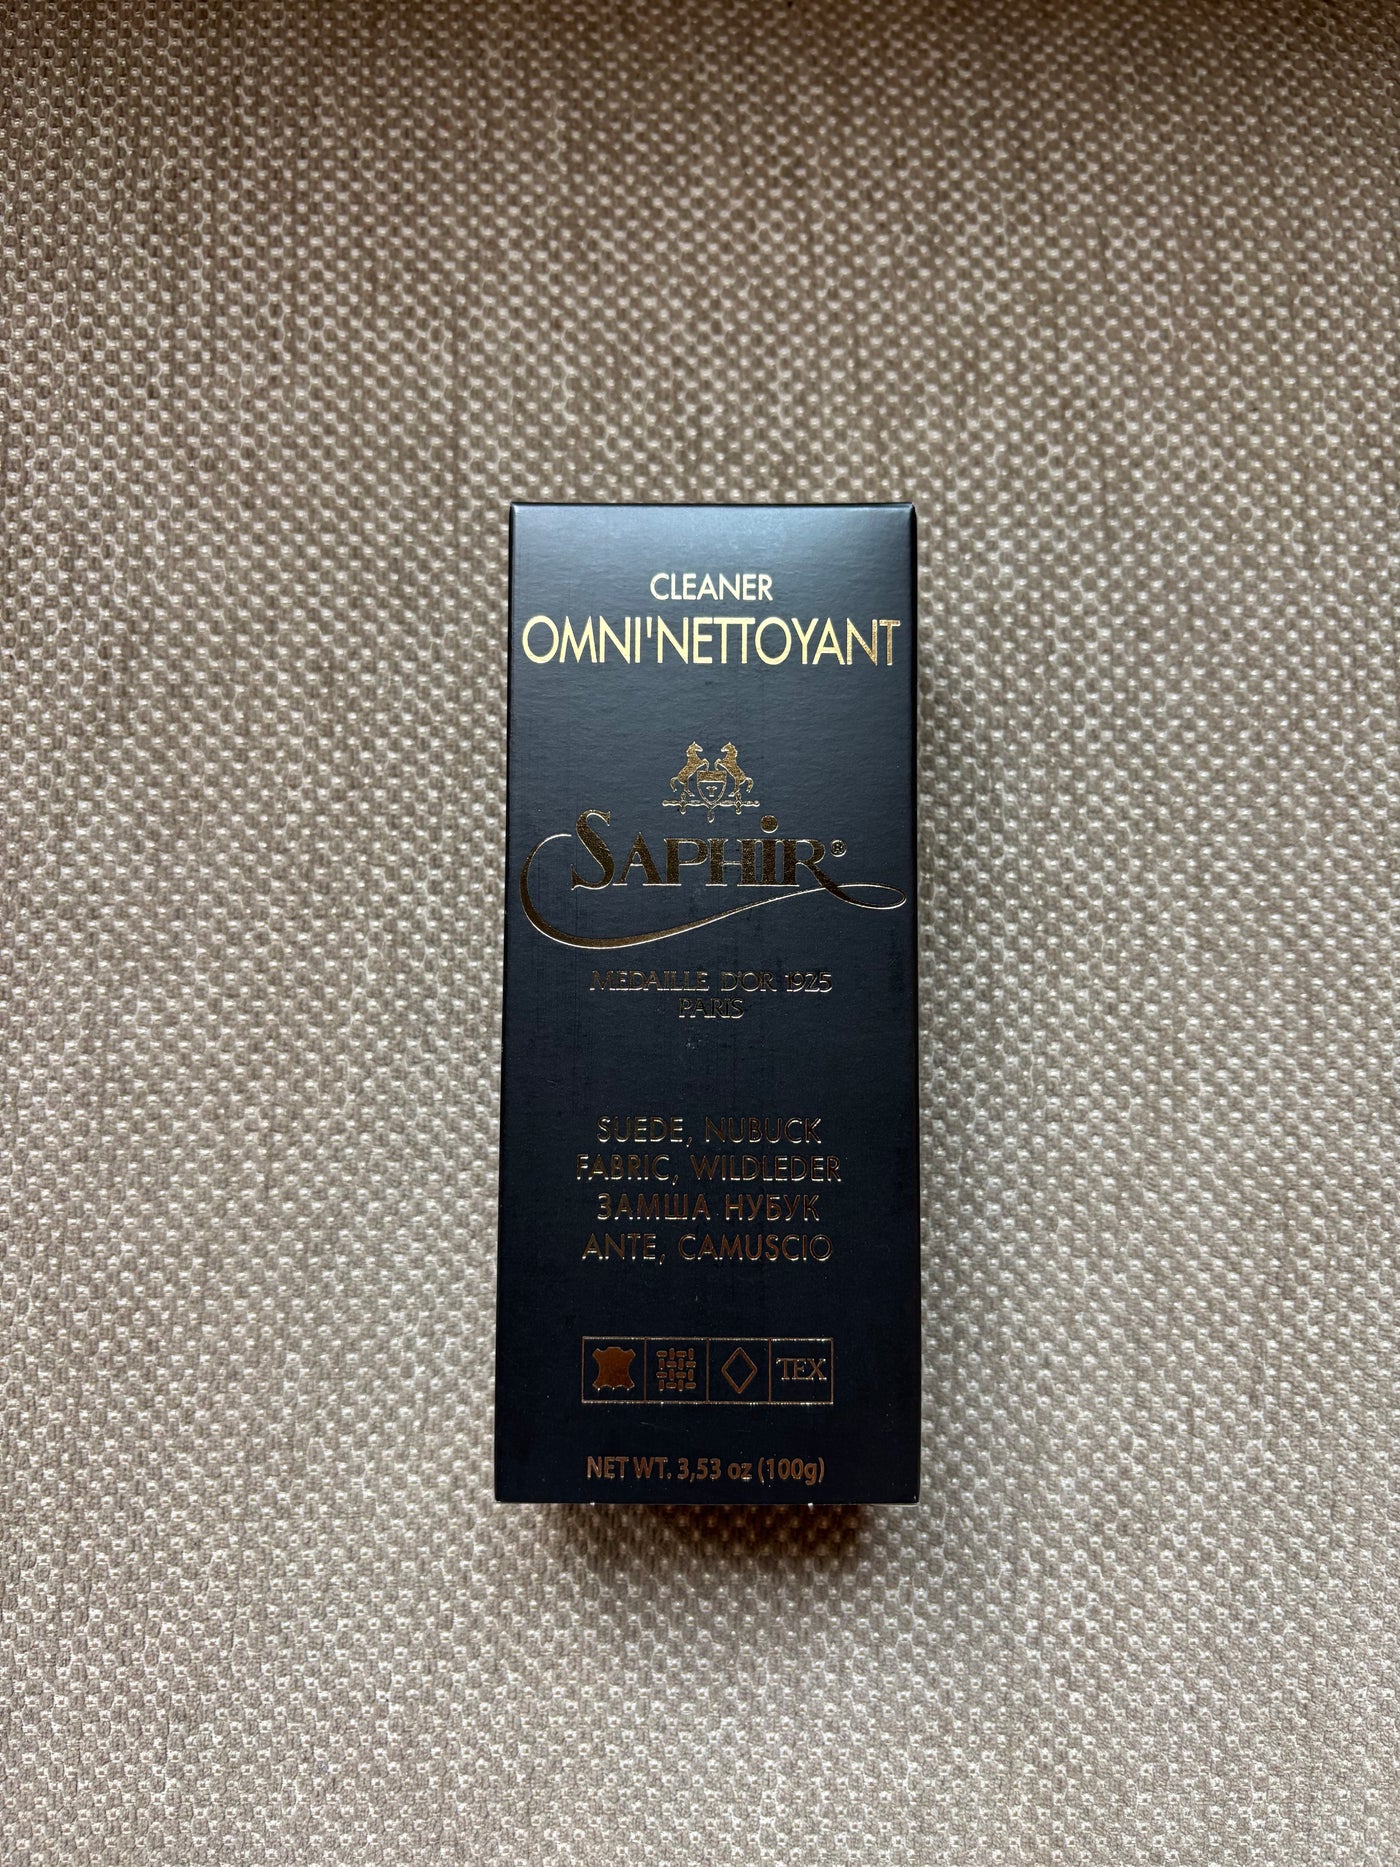 CLEANER
OMNI'NETTOYANT
SAPHIR®
MEDAILLE D'OR 1925
PARIS
SUEDE, NUBUCK
FABRIC, WILDLEDER
ЗАМША НУБУК
ANTE, CAMUSCIO
TEX
NET WT. 3,53 oz (100g)